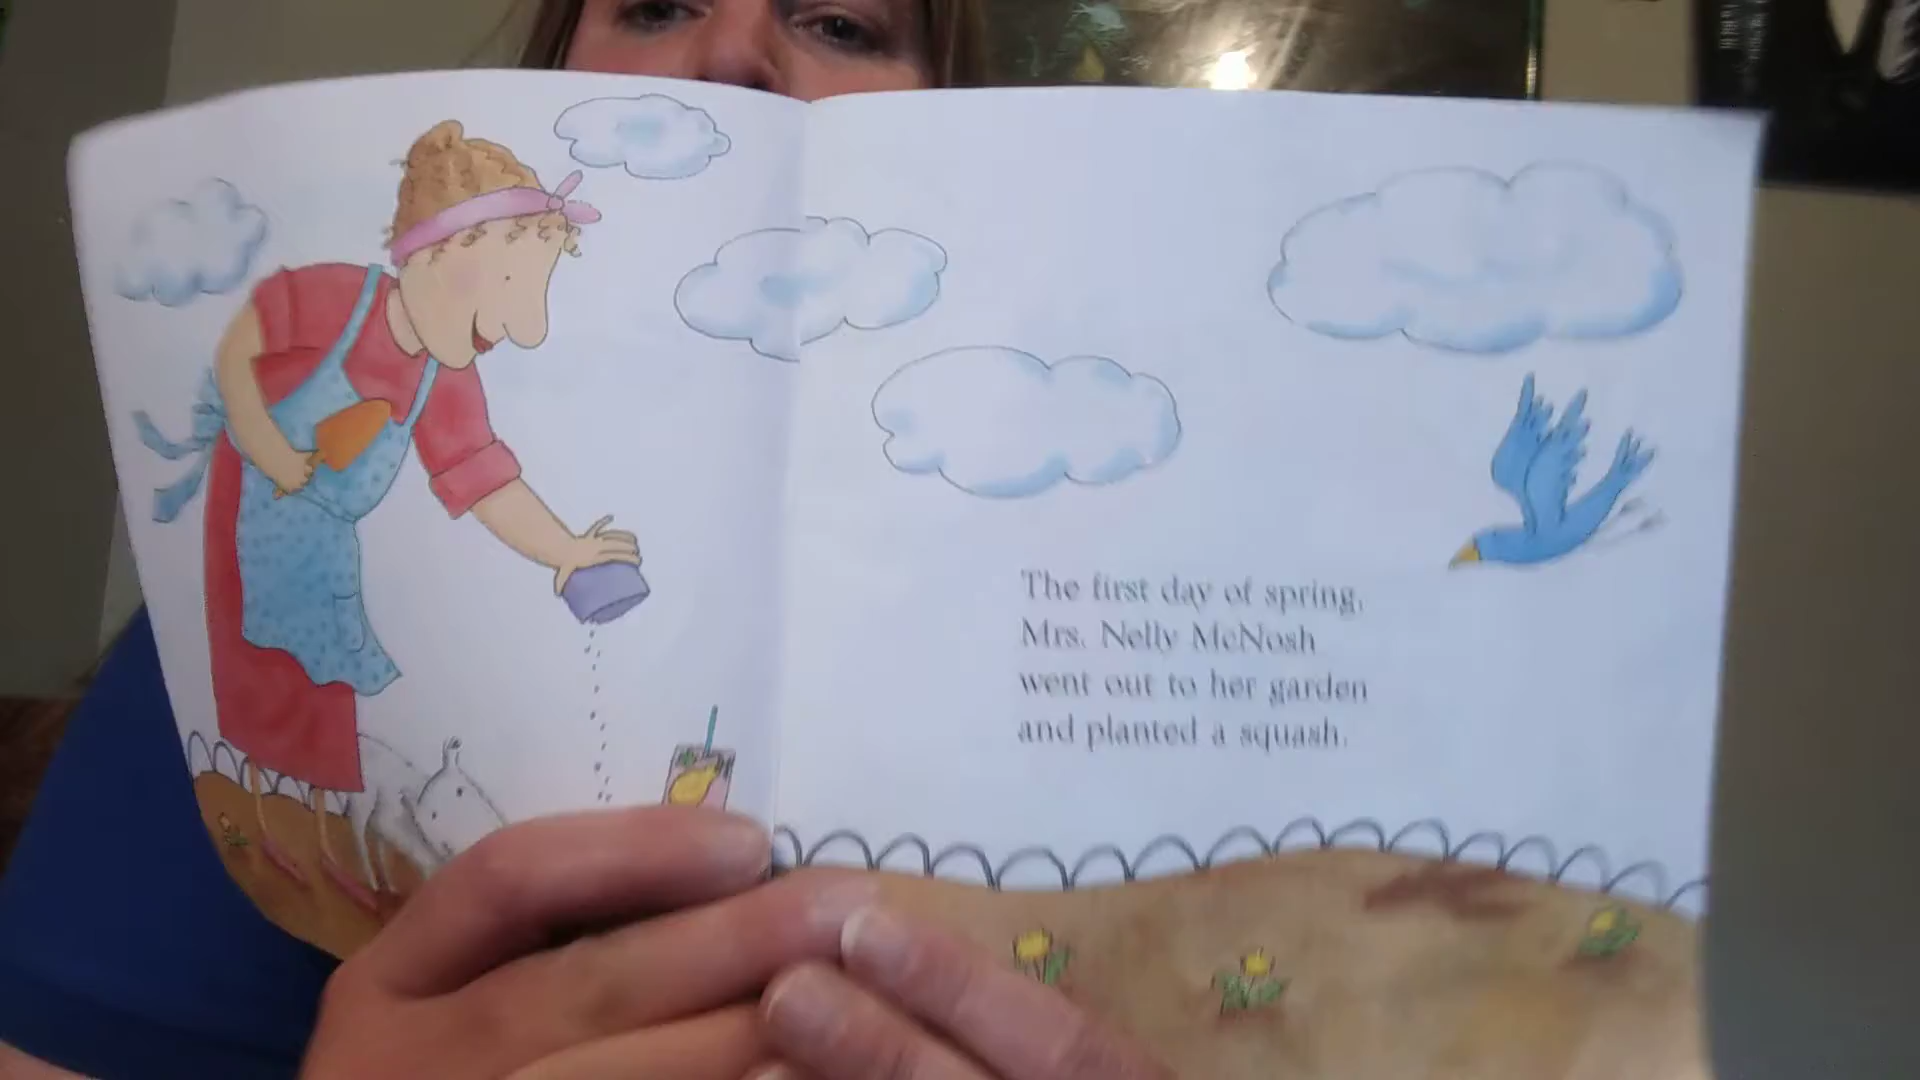 The first day of spring,
Mrs. Nelly McNosh
went out to her garden
and planted a squash.